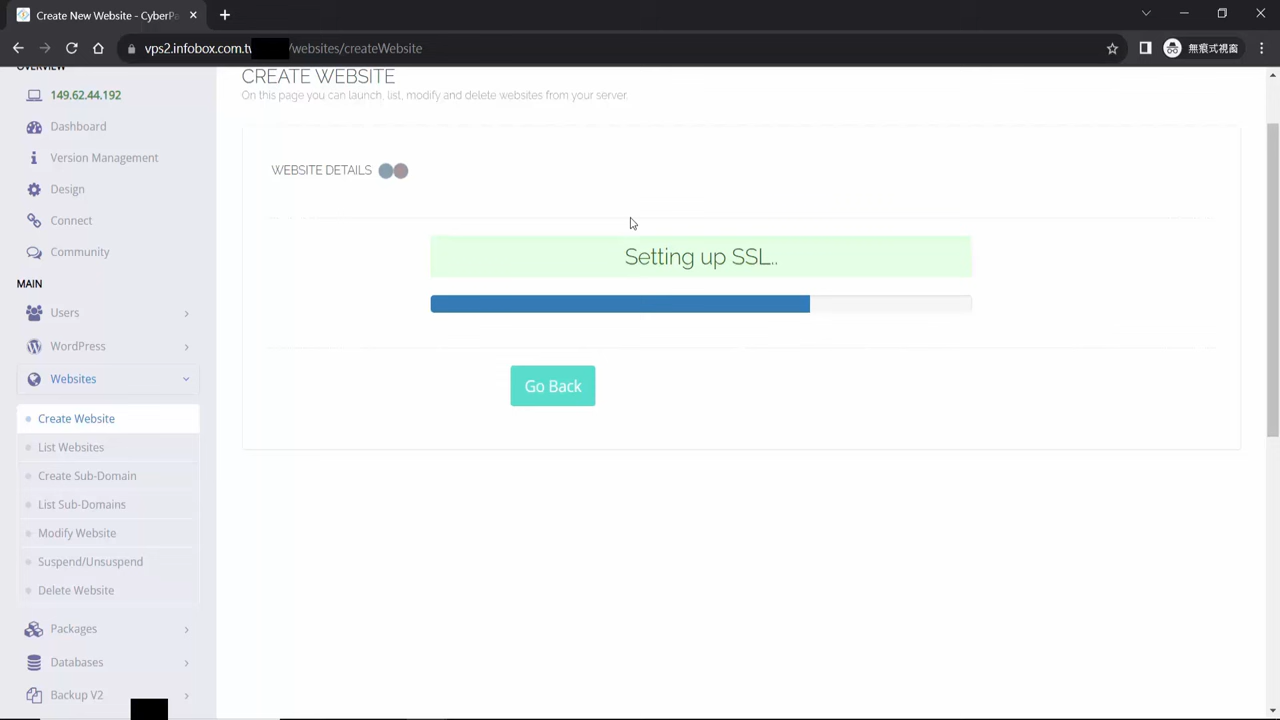 Create New Website - CyberPa
vps2.infobox.com.tw
/websites/createWebsite
無痕式視窗
OVERVIEW
149.62.44.192
Dashboard
Version Management
Design
Connect
Community
MAIN
Users
WordPress
Websites
Create Website
List Websites
Create Sub-Domain
List Sub-Domains
Modify Website
Suspend/Unsuspend
Delete Website
Packages
Databases
Backup V2
CREATE WEBSITE
On this page you can launch, list, modify and delete websites from your server.
WEBSITE DETAILS
Setting up SSL..
Go Back